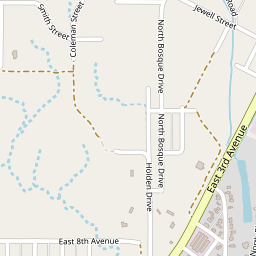 Smith Street
Coleman Street
North Bosque Drive
Jewell Street
Road
North Bosque Drive
Holden Drive
East 3rd Avenue
East 8th Avenue